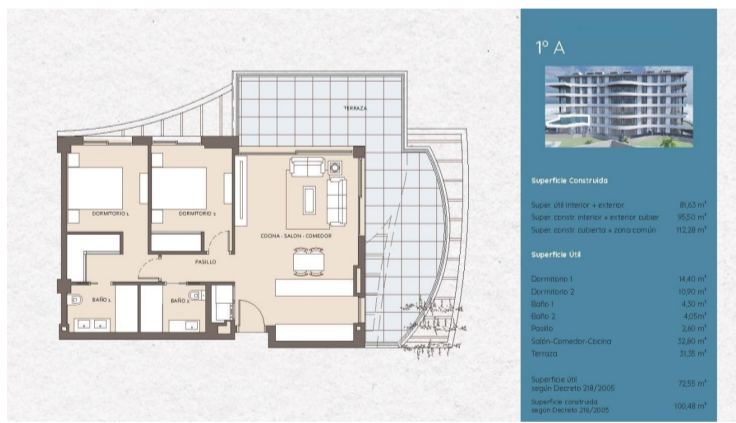 TERRAZA
DORMITORIO 1
DORMITORIO 2
COCINA - SALON - COMEDOR
PASILLO
BAÑO 1
BAÑO 2
1º A
Superficie Construida
Super útil interior + exterior 81,63 m²
Super constr interior + exterior cubier 95,50 m²
Super constr cubierta + zona común 112,28 m²
Superficie Útil
Dormitorio 1 14,40 m²
Dormitorio 2 10,90 m²
Baño 1 4,30 m²
Baño 2 4,05m²
Pasillo 2,60 m²
Salón-Comedor-Cocina 32,80 m²
Terraza 31,35 m²
Superficie útil
según Decreto 218/2005 72,55 m²
Superficie construida
según Decreto 218/2005 100,48 m²